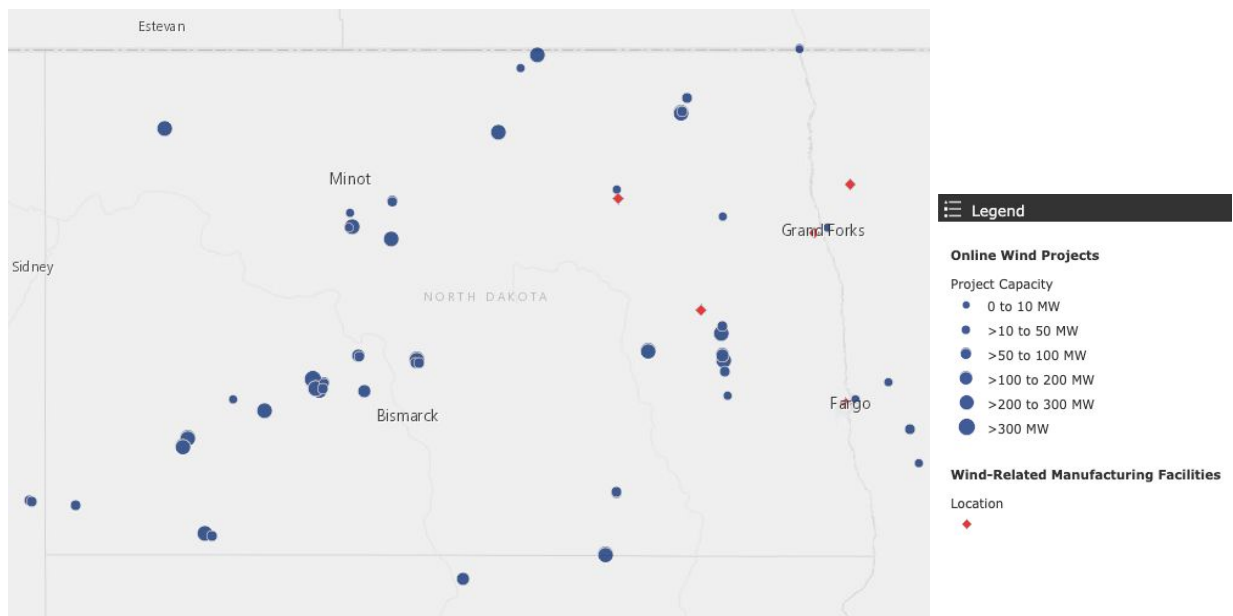 Estevan
Minot
Grand Forks
Sidney
NORTH DAKOTA
Bismarck
Fargo
Legend
Online Wind Projects
Project Capacity
0 to 10 MW
>10 to 50 MW
>50 to 100 MW
>100 to 200 MW
>200 to 300 MW
>300 MW
Wind-Related Manufacturing Facilities
Location